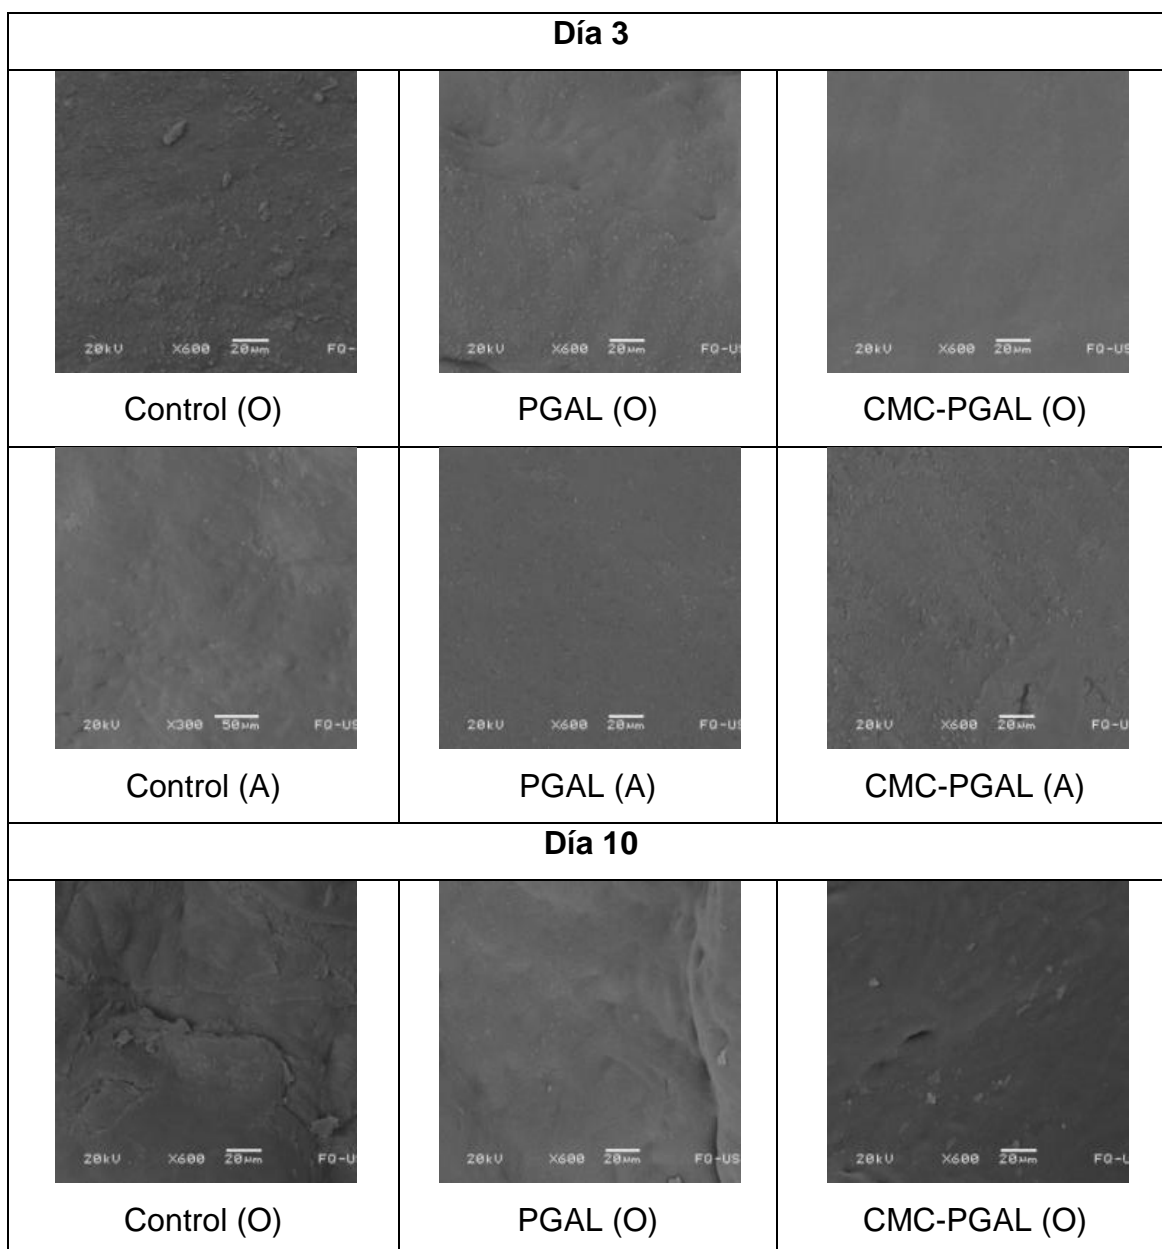 Día 3
20kV X600 20µm FQ-
20kV X600 20µm FQ-US
20kV X600 20µm FQ-US
Control (O) PGAL (O) CMC-PGAL (O)
20kV X300 50µm FQ-US
20kV X600 20µm FQ-US
20kV X600 20µm FQ-U
Control (A) PGAL (A) CMC-PGAL (A)
Día 10
20kV X600 20µm FQ-U
20kV X600 20µm FQ-US
20kV X600 20µm FQ-U
Control (O) PGAL (O) CMC-PGAL (O)